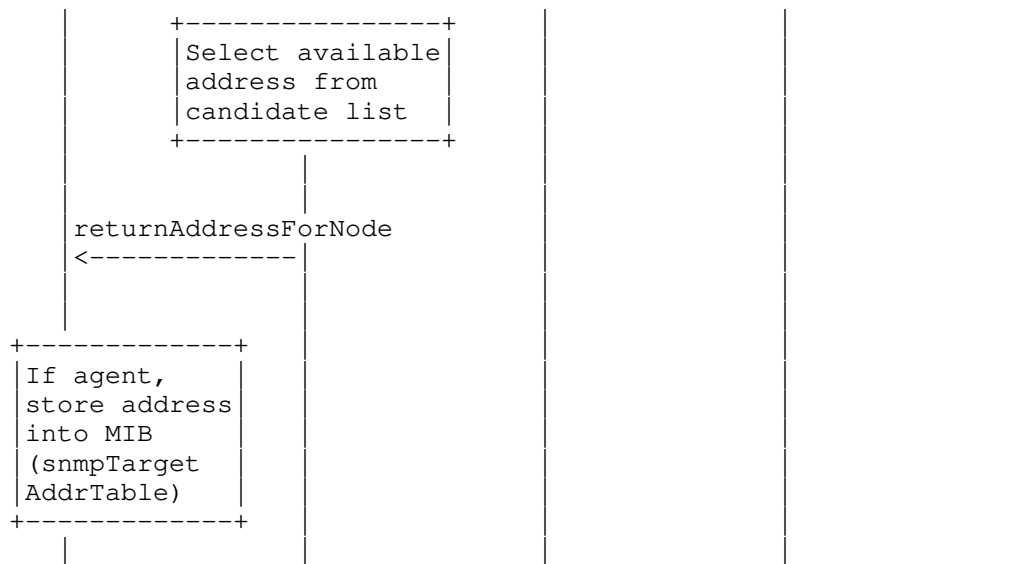 Select available
address from
candidate list
returnAddressForNode
If agent,
store address
into MIB
(snmpTarget
AddrTable)